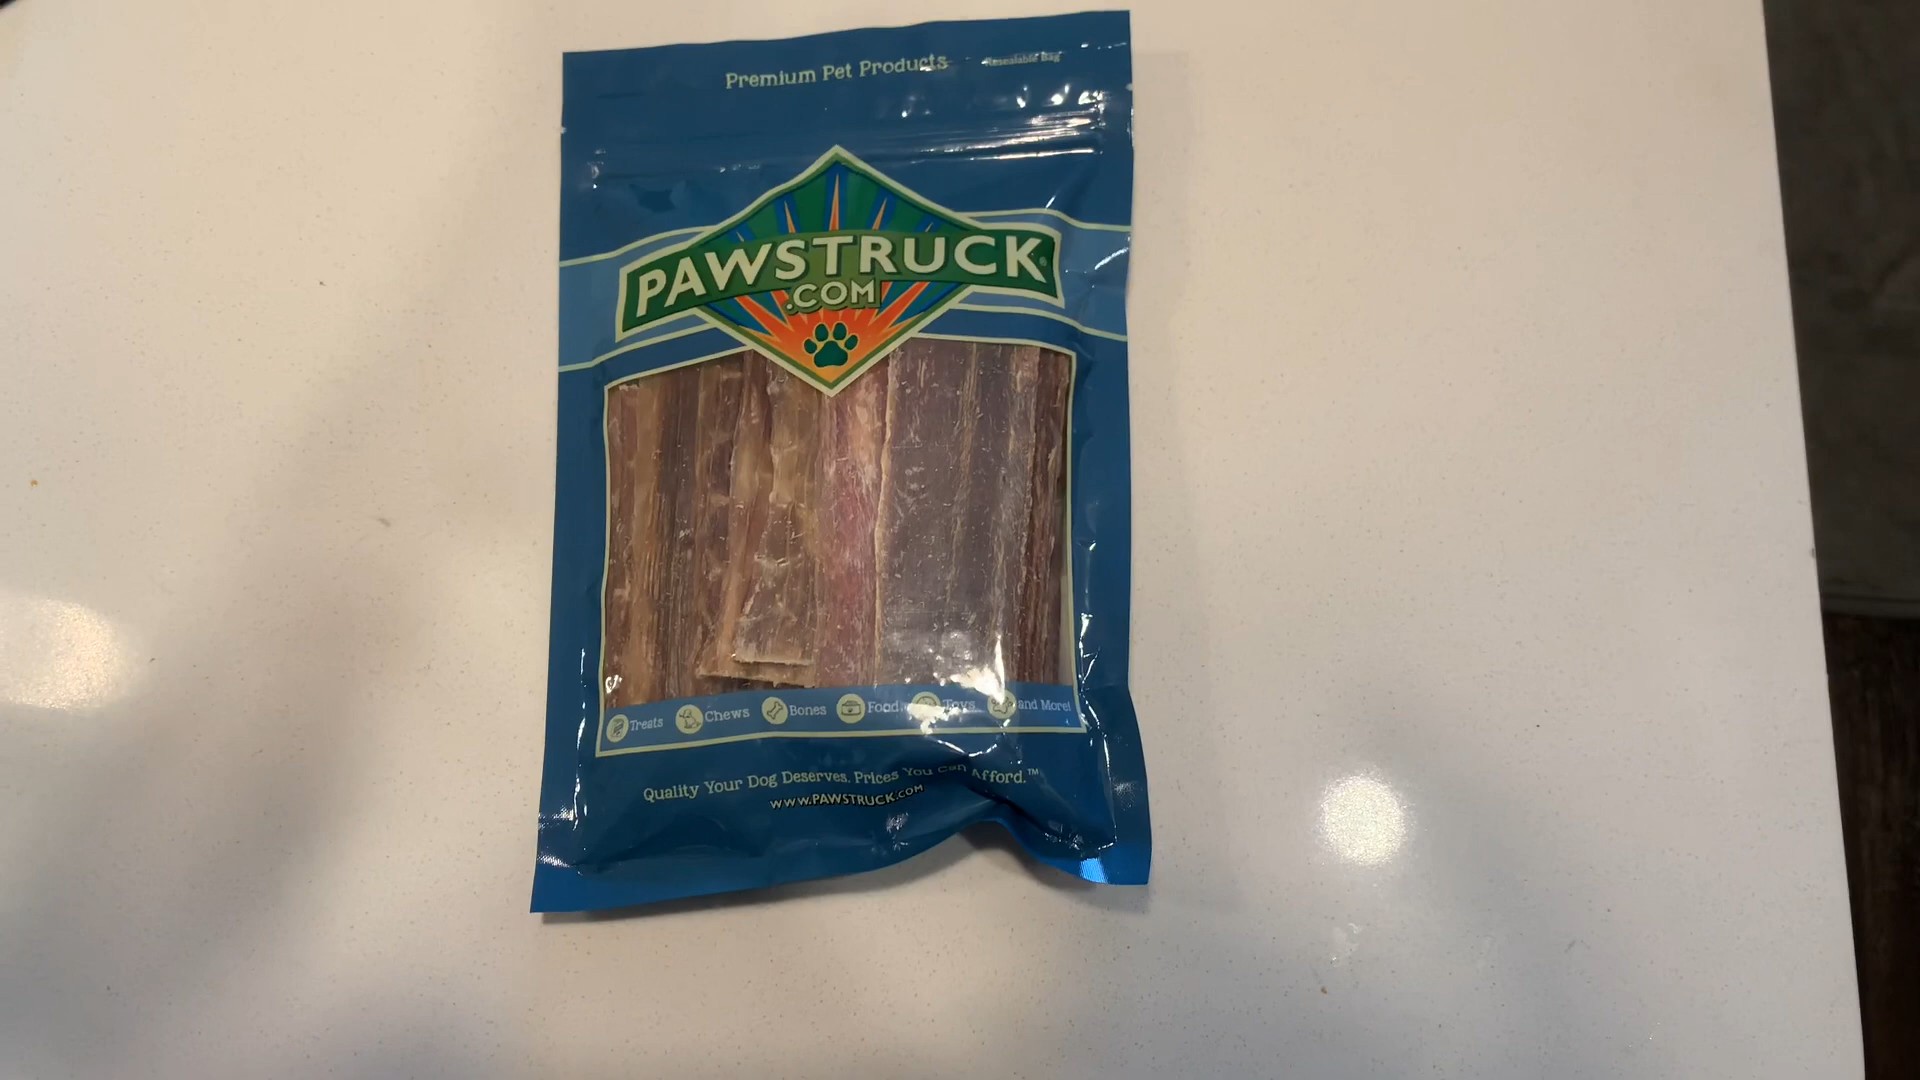 Premium Pet Products
Resealable Bag
PAWSTRUCK®
.COM
Treats Chews Bones Food Toys and More!
Quality Your Dog Deserves, Prices You Can Afford.™
WWW.PAWSTRUCK.COM